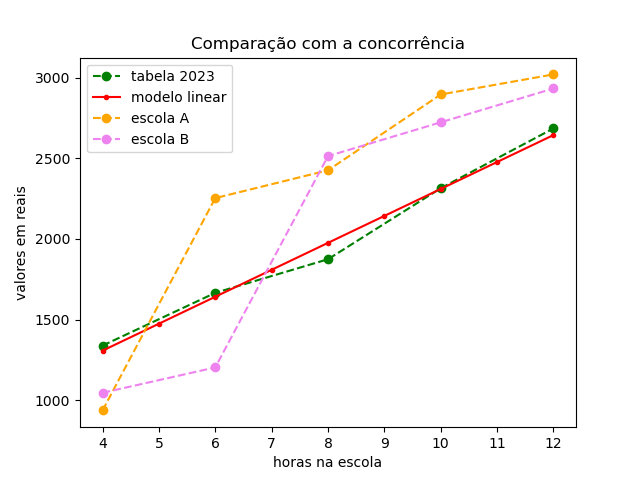 Comparação com a concorrência
tabela 2023
modelo linear
escola A
escola B
valores em reais
3000
2500
2000
1500
1000
4 5 6 7 8 9 10 11 12
horas na escola